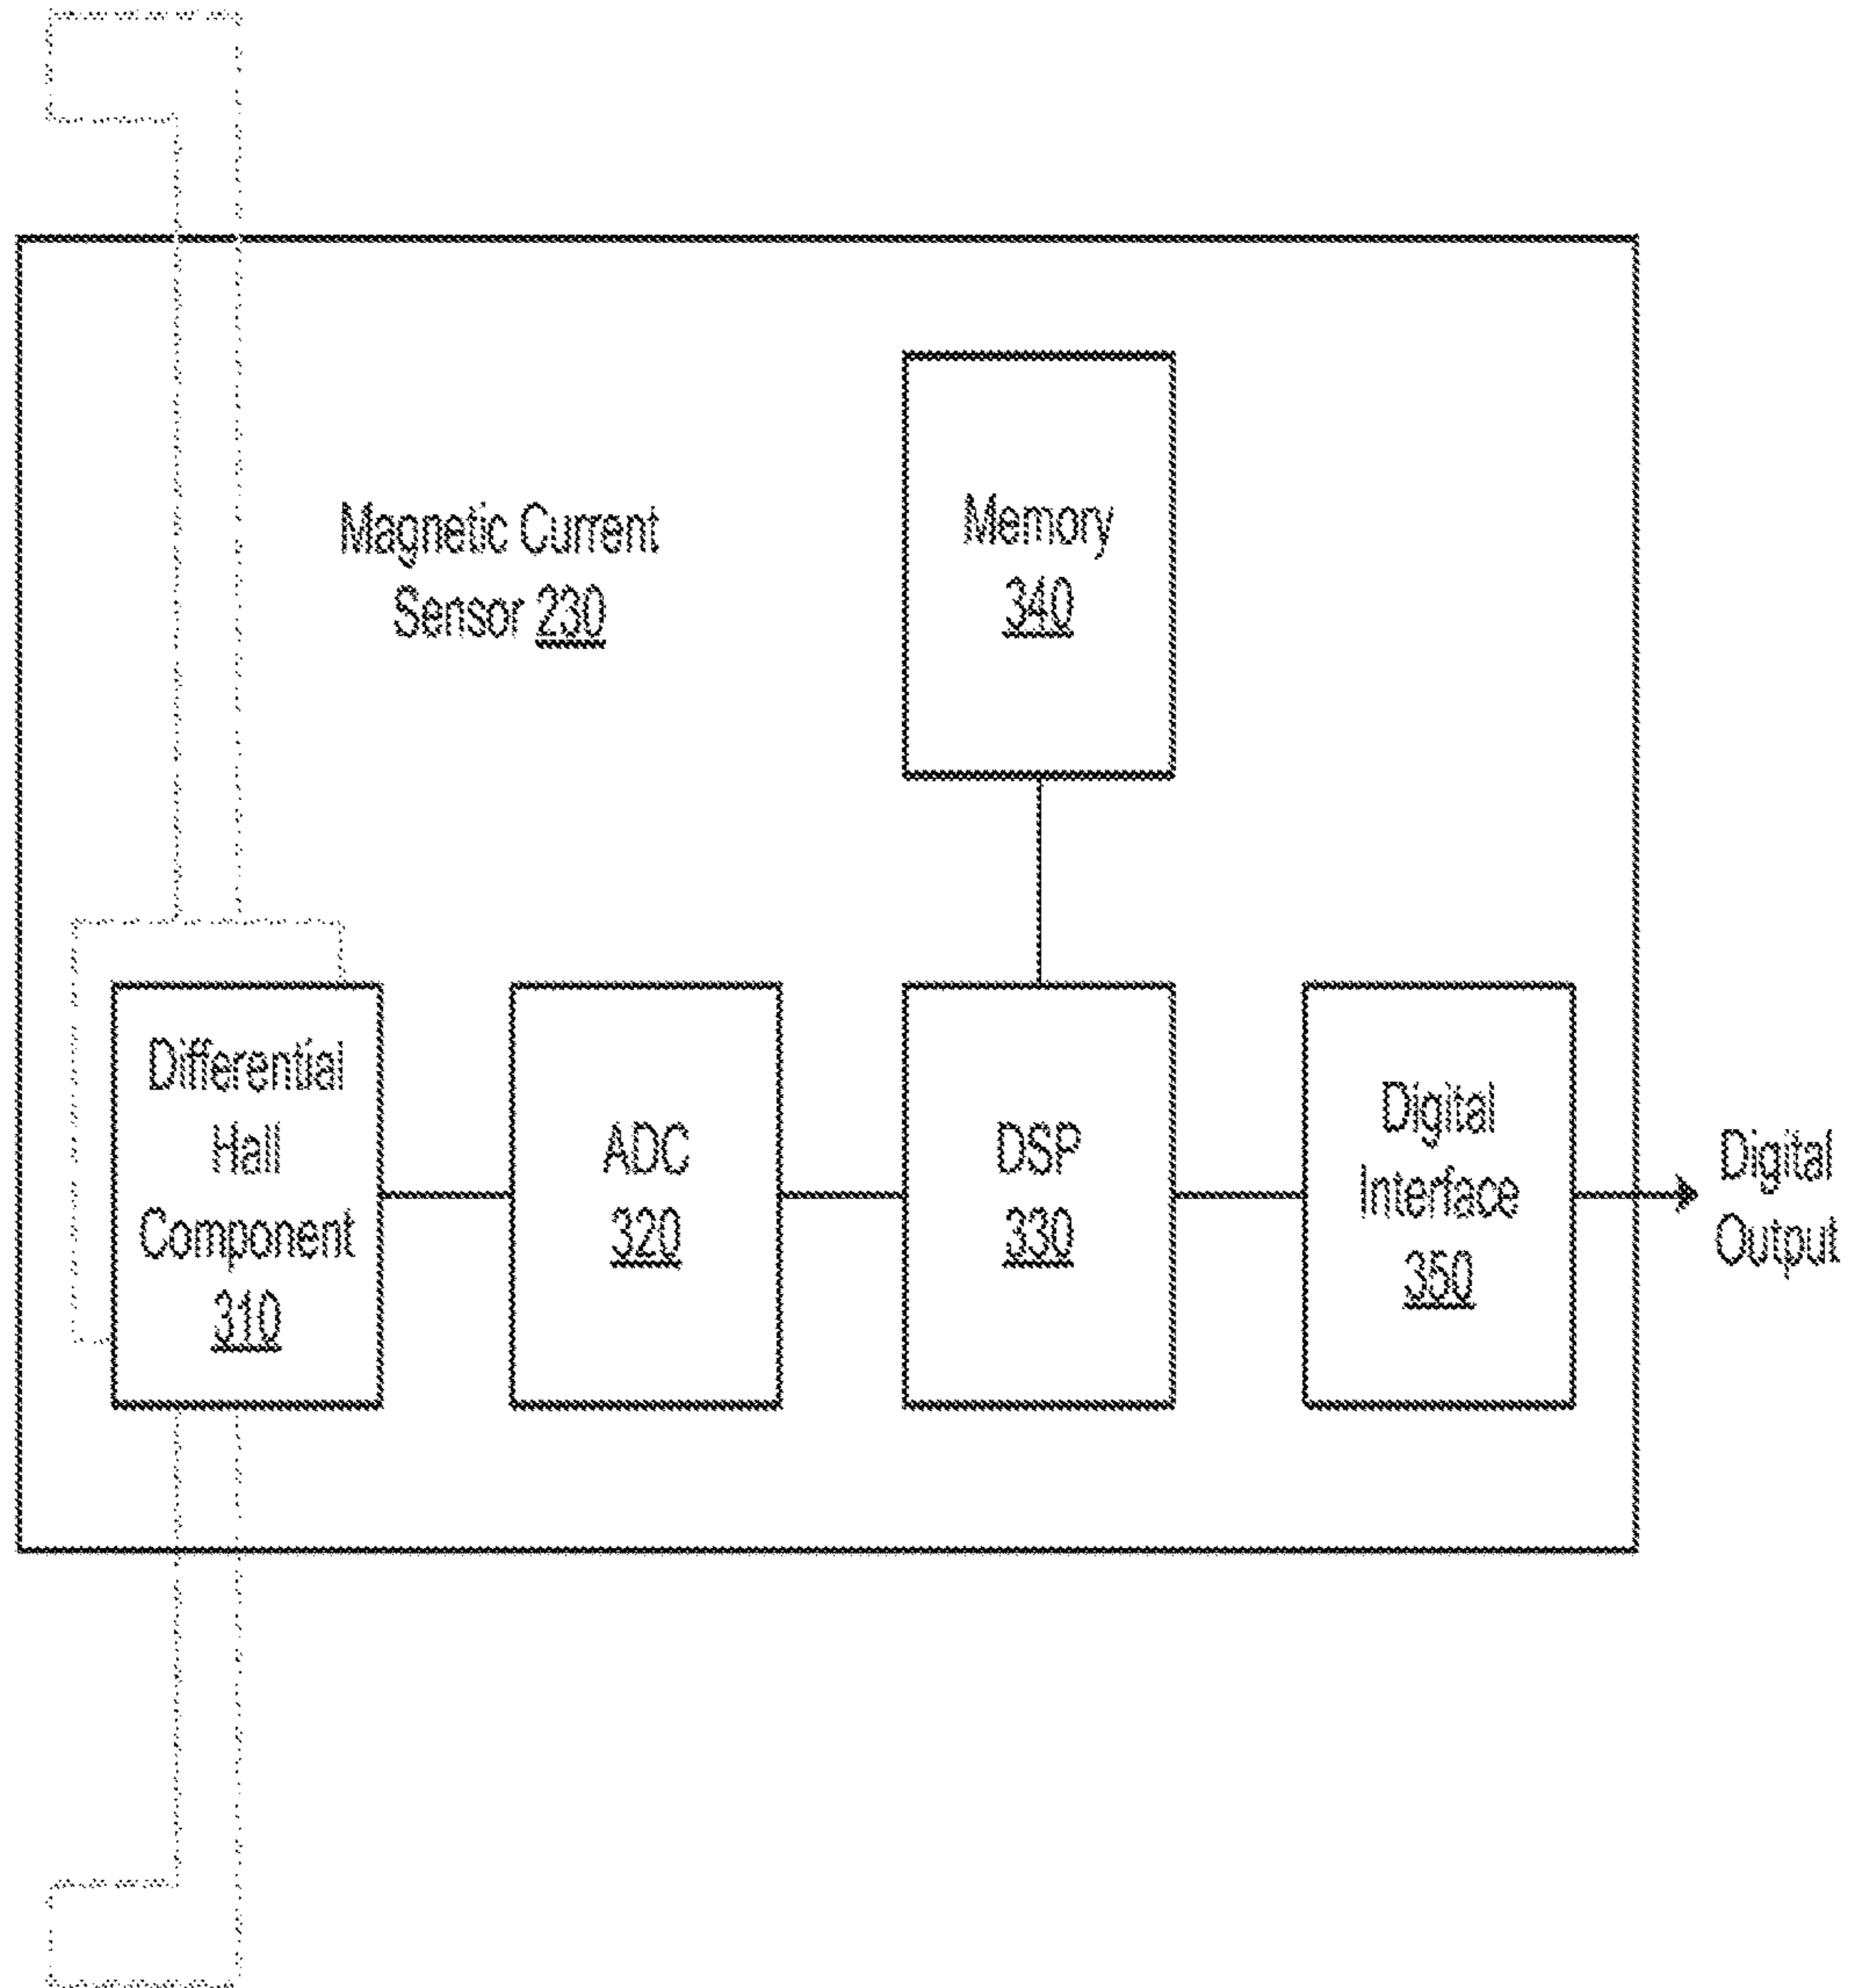 Magnetic Current
Sensor 230
Memory
340
Differential
Hall
Component
310
ADC
320
DSP
330
Digital
Interface
350
Digital
Output